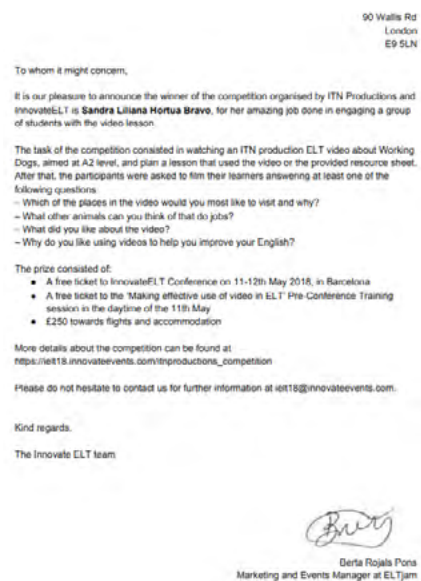 90 Wallis Rd
London
E9 5LN
To whom it might concern,
It is our pleasure to announce the winner of the competition organised by ITN Productions and
InnovateELT is Sandra Liliana Hortua Bravo, for her amazing job done in engaging a group
of students with the video lesson.
The task of the competition consisted in watching an ITN production ELT video about Working
Dogs, aimed at A2 level, and plan a lesson that used the video or the provided resource sheet.
After that, the participants were asked to film their learners answering at least one of the
following questions
– Which of the places in the video would you most like to visit and why?
– What other animals can you think of that do jobs?
– What did you like about the video?
– Why do you like using videos to help you improve your English?
The prize consisted of:
● A free ticket to InnovateELT Conference on 11-12th May 2018, in Barcelona
● A free ticket to the 'Making effective use of video in ELT' Pre-Conference Training
session in the daytime of the 11th May
● £250 towards flights and accommodation
More details about the competition can be found at
https://ielt18.innovateevents.com/itnproductions_competition
Please do not hesitate to contact us for further information at ielt18@innovateevents.com.
Kind regards.
The Innovate ELT team
Berta Rojals Pons
Marketing and Events Manager at ELTjam